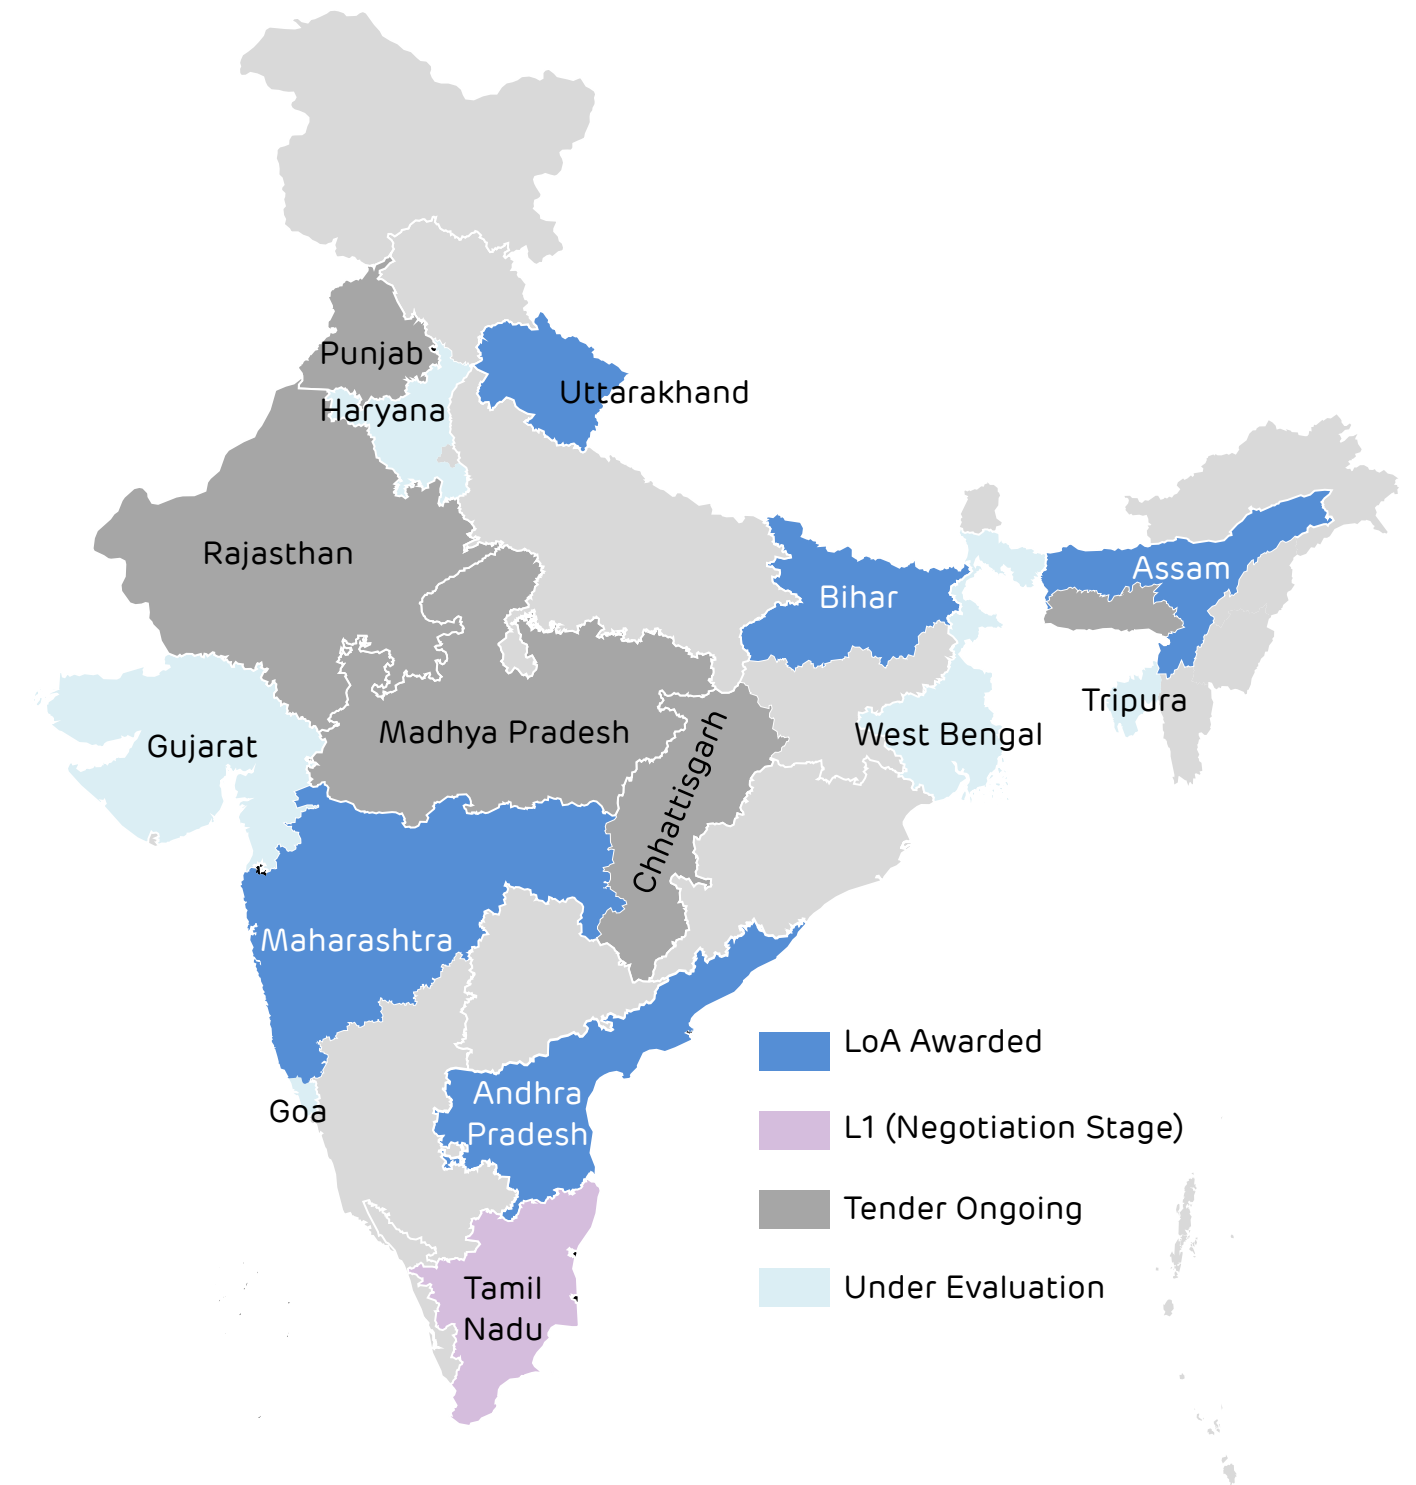 Punjab
Uttarakhand
Haryana
Rajasthan
Bihar
Assam
Tripura
Madhya Pradesh
West Bengal
Gujarat
Chhattisgarh
Maharashtra
Andhra
Pradesh
Goa
Tamil
Nadu
LoA Awarded
L1 (Negotiation Stage)
Tender Ongoing
Under Evaluation